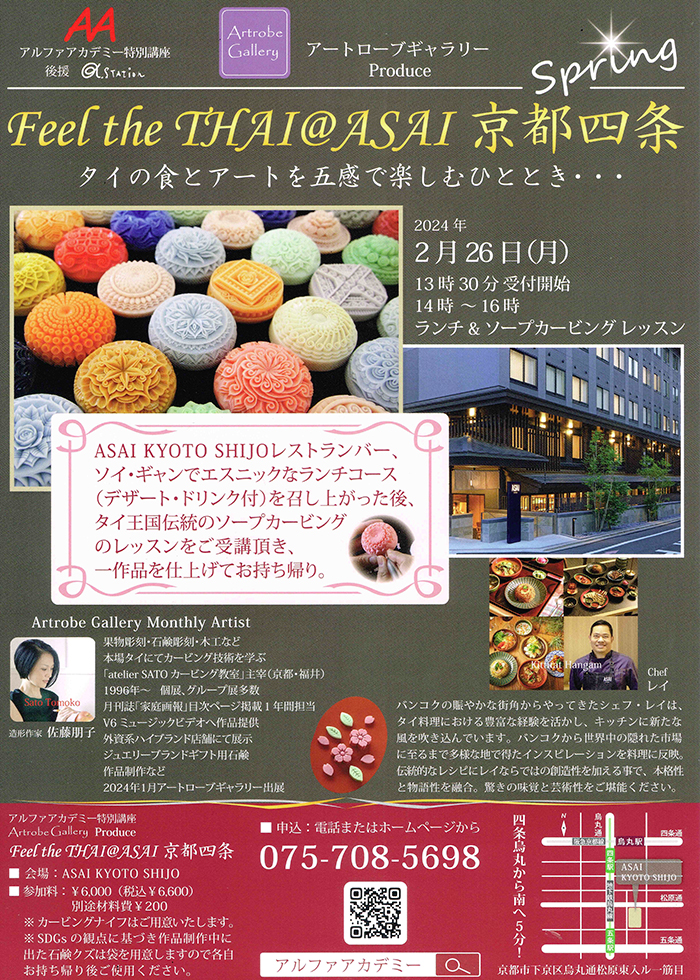 AA
アルファアカデミー特別講座
後援 α-STATION
Artrobe
Gallery
アートローブギャラリー
Produce
Spring
Feel the THAI@ASAI 京都四条
タイの食とアートを五感で楽しむひととき・・・
2024年
2月26日(月)
13時30分 受付開始
14時 ～ 16時
ランチ & ソープカービング レッスン
ASAI KYOTO SHIJOレストランバー、
ソイ・ギャンでエスニックなランチコース
(デザート・ドリンク付)を召し上がった後、
タイ王国伝統のソープカービング
のレッスンをご受講頂き、
一作品を仕上げてお持ち帰り。
Artrobe Gallery Monthly Artist
Sato Tomoko
造形作家 佐藤朋子
果物彫刻・石鹸彫刻・木工など
本場タイにてカービング技術を学ぶ
「atelier SATO カービング教室」主宰(京都・福井)
1996年～ 個展、グループ展多数
月刊誌「家庭画報」目次ページ掲載1年間担当
V6 ミュージックビデオへ作品提供
外資系ハイブランド店舗にて展示
ジュエリーブランドギフト用石鹸
作品制作など
2024年1月アートローブギャラリー出展
Kittirat Hangam
ASAI
Chef
レイ
バンコクの賑やかな街角からやってきたシェフ・レイは、
タイ料理における豊富な経験を活かし、キッチンに新たな
風を吹き込んでいます。バンコクから世界中の隠れた市場
に至るまで多様な地で得たインスピレーションを料理に反映。
伝統的なレシピにレイならではの創造性を加える事で、本格性
と物語性を融合。驚きの味覚と芸術性をご堪能ください。
アルファアカデミー特別講座
Artrobe Gallery Produce
Feel the THAI@ASAI 京都四条
■ 会場：ASAI KYOTO SHIJO
■ 参加料：¥6,000(税込¥6,600)
別途材料費¥200
※ カービングナイフはご用意いたします。
※ SDGs の観点に基づき作品制作中に
出た石鹸クズは袋を用意しますので各自
お持ち帰り後ご使用ください。
■ 申込：電話またはホームページから
075-708-5698
アルファアカデミー
四条烏丸から南へ5分！
N
烏丸通
阪急京都線
烏丸駅
四条通
四条駅
ASAI
KYOTO SHIJO
地下鉄烏丸線
松原通
五条駅
五条通
京都市下京区烏丸通松原東入ル一筋目